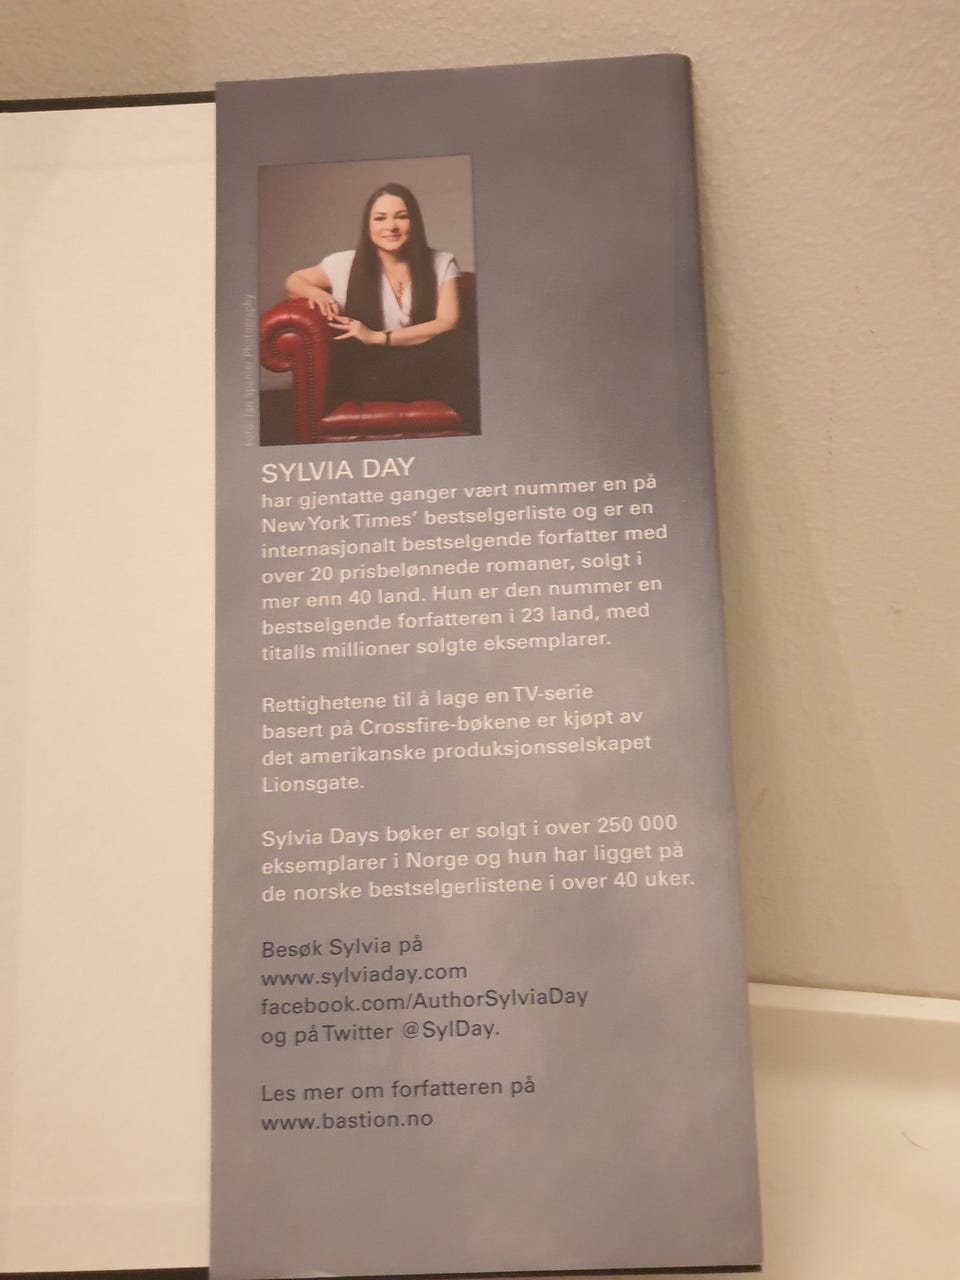 Foto: Ian Spanier Photography
SYLVIA DAY
har gjentatte ganger vært nummer en på
New York Times' bestselgerliste og er en
internasjonalt bestselgende forfatter med
over 20 prisbelønnede romaner, solgt i
mer enn 40 land. Hun er den nummer en
bestselgende forfatteren i 23 land, med
titalls millioner solgte eksemplarer.
Rettighetene til å lage en TV-serie
basert på Crossfire-bøkene er kjøpt av
det amerikanske produksjonsselskapet
Lionsgate.
Sylvia Days bøker er solgt i over 250 000
eksemplarer i Norge og hun har ligget på
de norske bestselgerlistene i over 40 uker.
Besøk Sylvia på
www.sylviaday.com
facebook.com/AuthorSylviaDay
og på Twitter @SylDay.
Les mer om forfatteren på
www.bastion.no